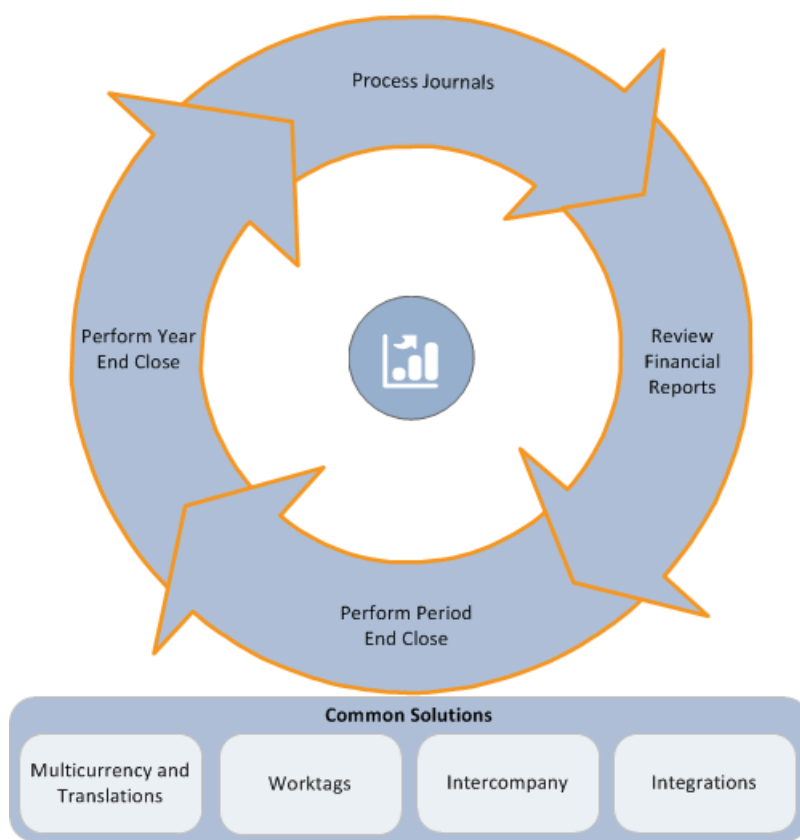 Process Journals
Review
Financial
Reports
Perform Period
End Close
Perform Year
End Close
Common Solutions
Multicurrency and
Translations
Worktags
Intercompany
Integrations